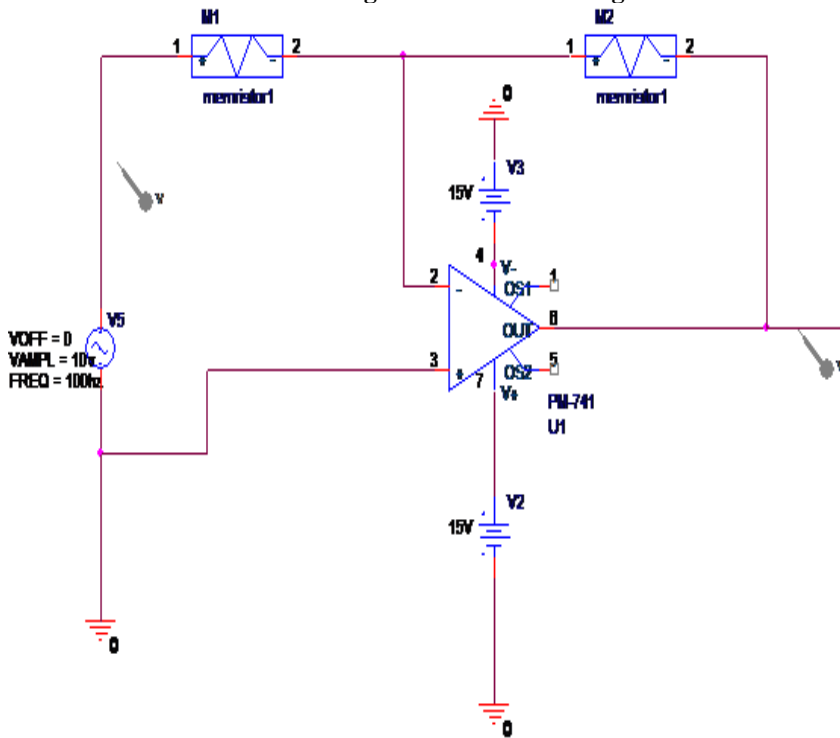 M1
M2
1
2
1
2
memristor1
memristor1
0
V3
15V
4
V-
2
-
OS1
1
V5
6
OUT
VOFF = 0
VAMPL = 10v
FREQ = 100hz
3
+
7
OS2
5
V+
PM-741
U1
V
V2
15V
0
0